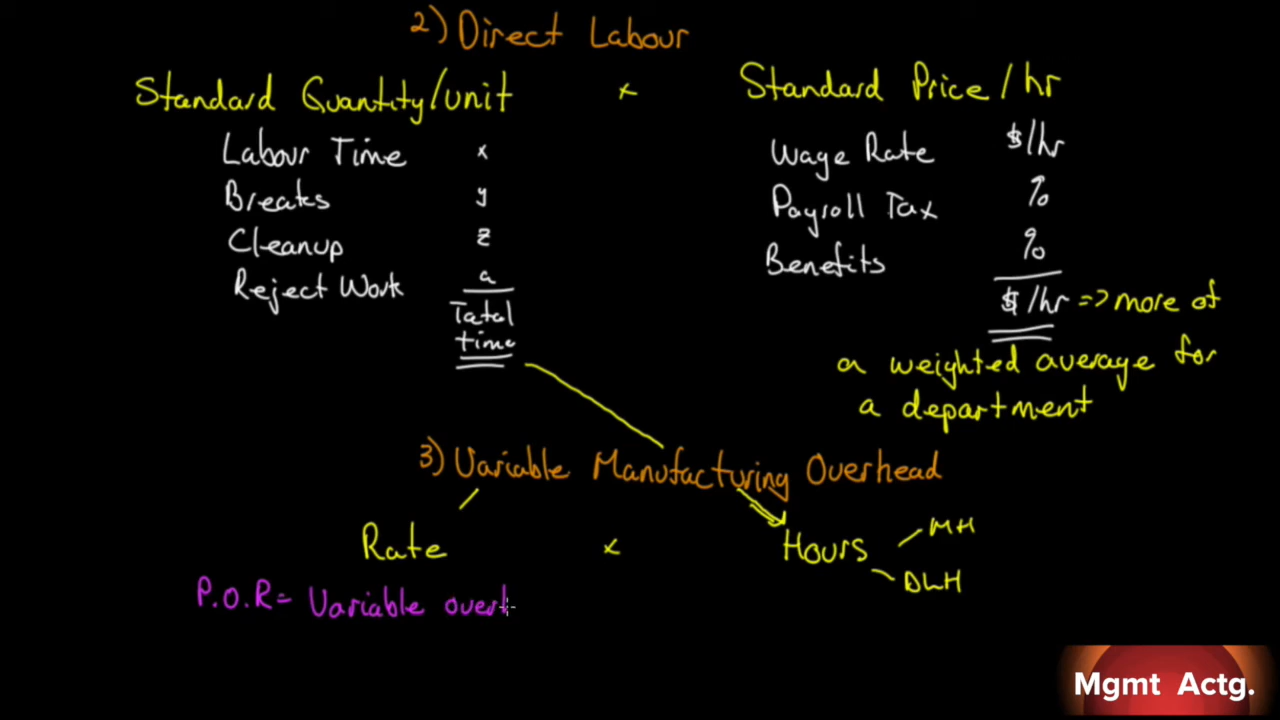 2) Direct Labour
Standard Quantity/unit x Standard Price/hr
Labour Time x
Breaks y
Cleanup z
Reject Work a
Tatal
time
Wage Rate $/hr
Payroll Tax %
Benefits %
$/hr => more of
a weighted average for
a department
3) Variable Manufacturing Overhead
Rate x Hours
MH
DLH
P.O.R = Variable overh
Mgmt Actg.